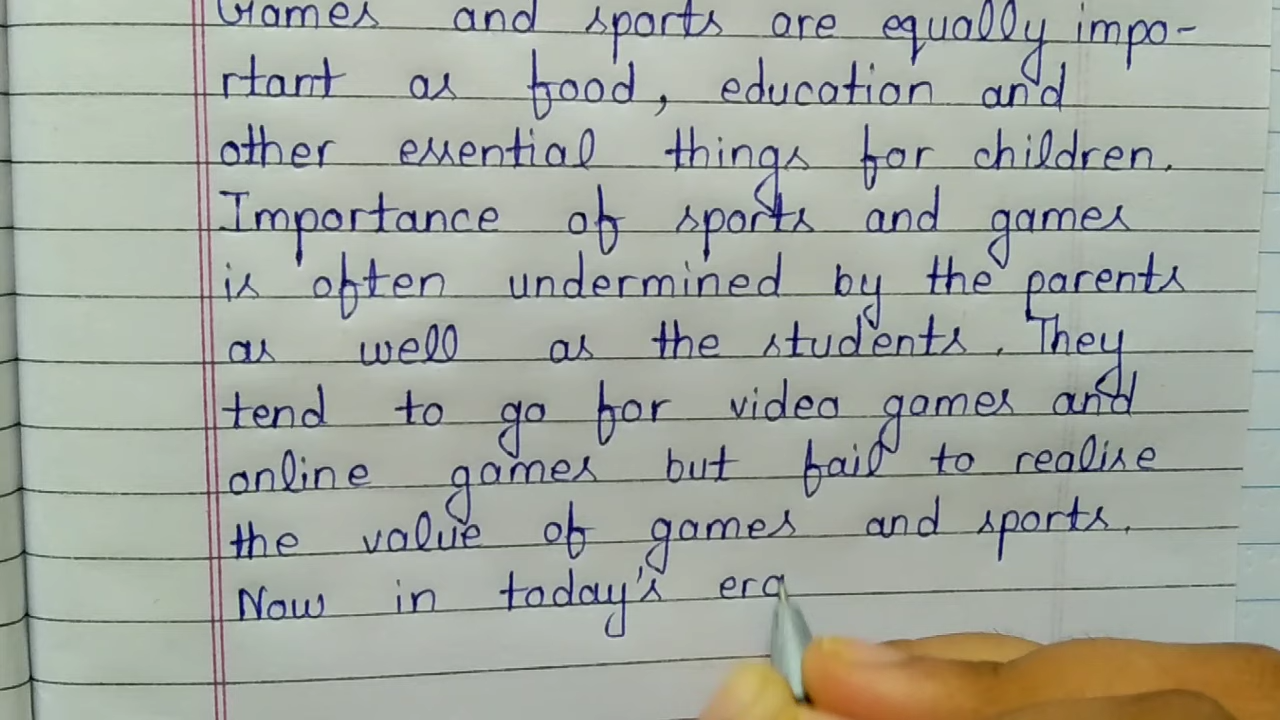 Games and sports are equally impo-
rtant as food, education and
other essential things for children.
Importance of sports and games
is often undermined by the parents
as well as the students. They
tend to go for video games and
online games but fail to realise
the value of games and sports.
Now in today's era